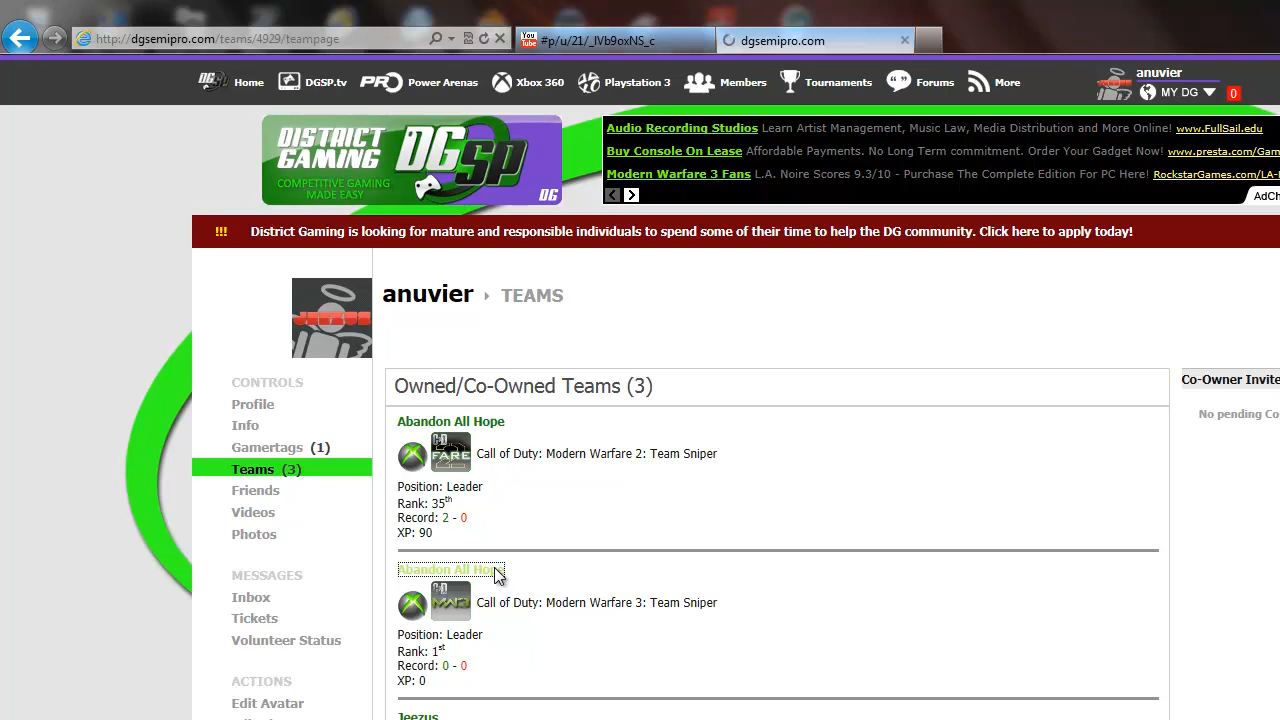 http://dgsemipro.com/teams/4929/teampage
You Tube #p/u/21/_lVb9oxNS_c
dgsemipro.com
DGSP Home
DGSP.tv
PRO Power Arenas
Xbox 360
Playstation 3
Members
Tournaments
Forums
More
anuvier
MY DG
0
DISTRICT GAMING
DGSP
COMPETITIVE GAMING MADE EASY
DG
Audio Recording Studios Learn Artist Management, Music Law, Media Distribution and More Online! www.FullSail.edu
Buy Console On Lease Affordable Payments. No Long Term commitment. Order Your Gadget Now! www.presta.com/Gam
Modern Warfare 3 Fans L.A. Noire Scores 9.3/10 - Purchase The Complete Edition For PC Here! RockstarGames.com/LA-
AdCh
!!! District Gaming is looking for mature and responsible individuals to spend some of their time to help the DG community. Click here to apply today!
anuvier TEAMS
CONTROLS
Profile
Info
Gamertags (1)
Teams (3)
Friends
Videos
Photos
MESSAGES
Inbox
Tickets
Volunteer Status
ACTIONS
Edit Avatar
Owned/Co-Owned Teams (3)
Abandon All Hope
Call of Duty: Modern Warfare 2: Team Sniper
Position: Leader
Rank: 35th
Record: 2 - 0
XP: 90
Abandon All Hope
Call of Duty: Modern Warfare 3: Team Sniper
Position: Leader
Rank: 1st
Record: 0 - 0
XP: 0
Jeezus
Co-Owner Invite
No pending Co